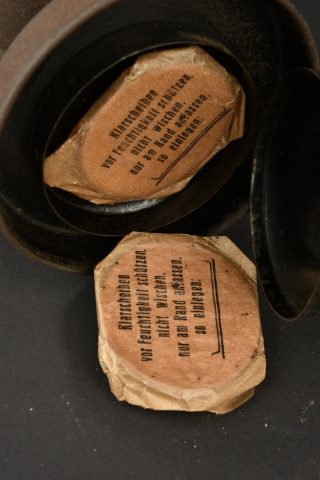 Klarscheiben
vor Feuchtigkeit schützen,
nicht wischen,
nur am Rand anfassen,
so einlegen:
Klarscheiben
vor Feuchtigkeit schützen,
nicht wischen,
nur am Rand anfassen,
so einlegen: